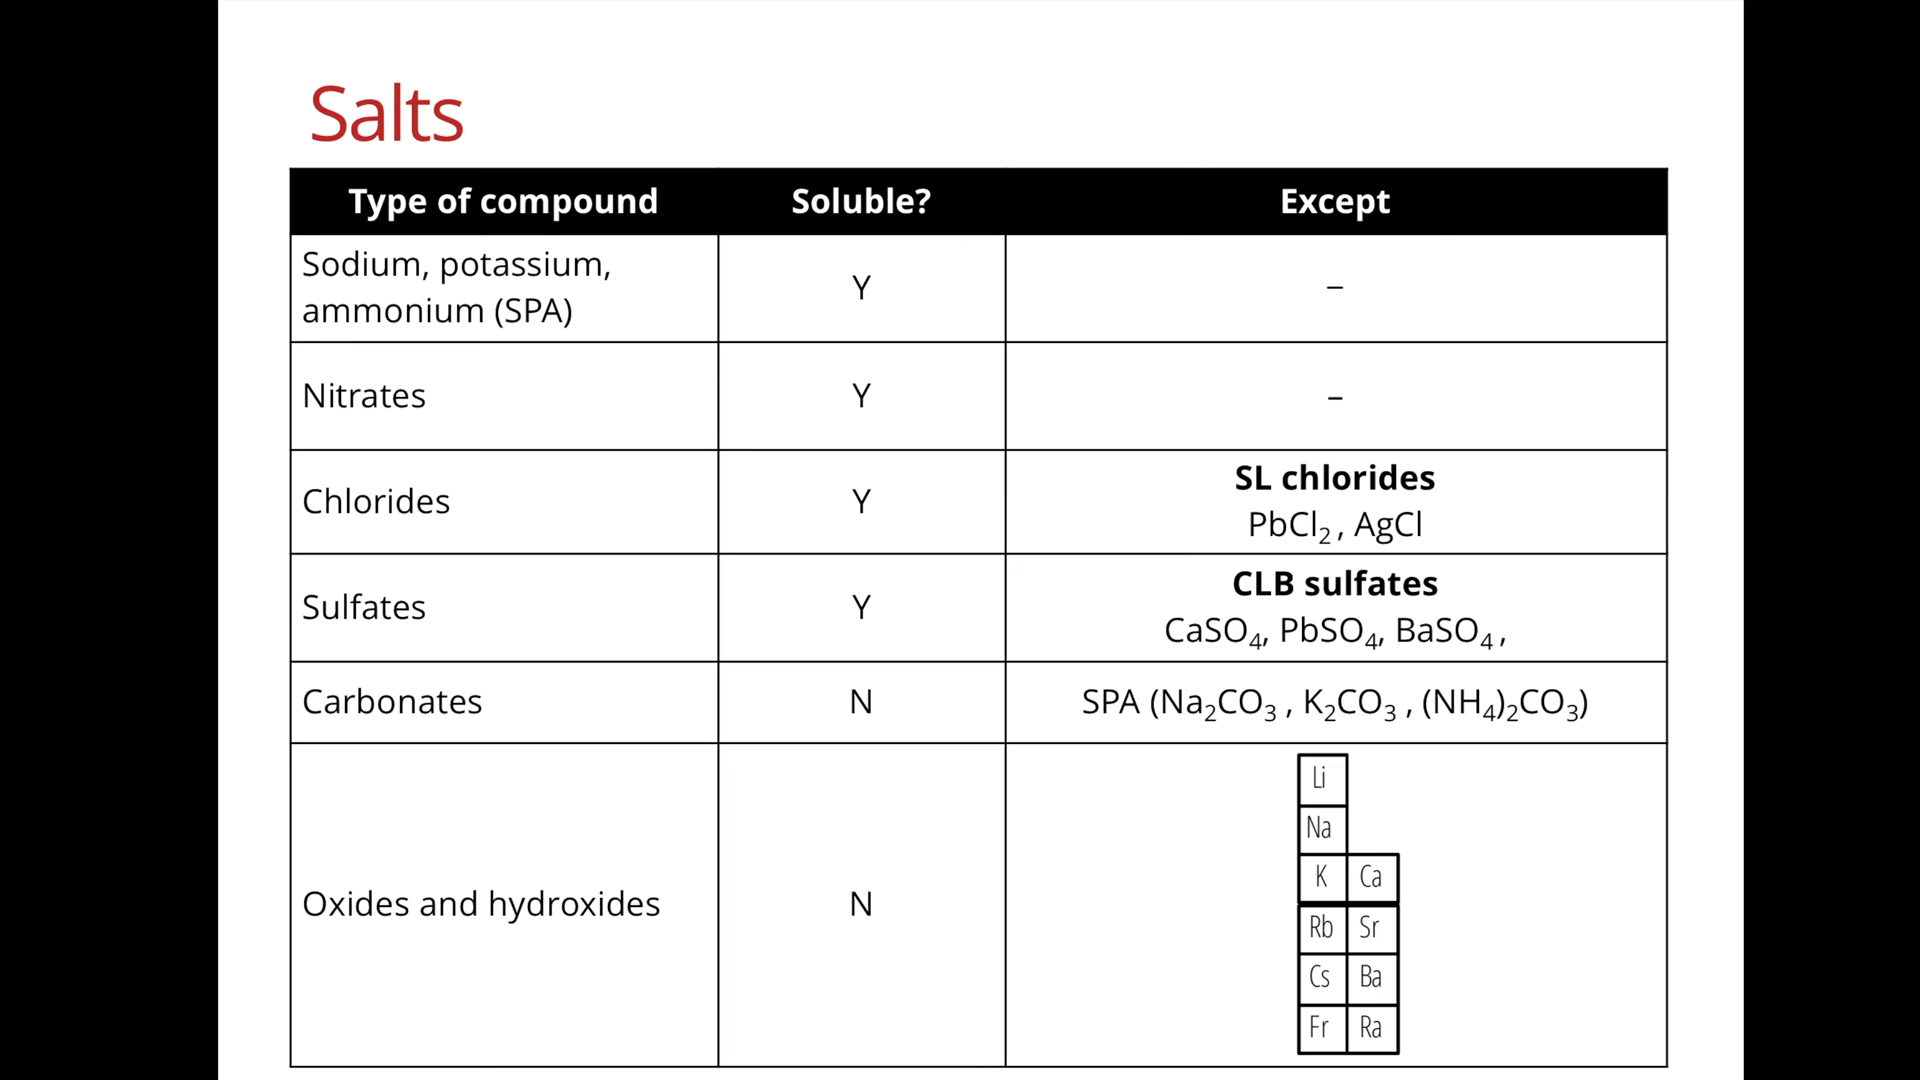 Salts
Type of compound Soluble? Except
Sodium, potassium,
ammonium (SPA) Y –
Nitrates Y –
Chlorides Y SL chlorides
PbCl₂ , AgCl
Sulfates Y CLB sulfates
CaSO₄, PbSO₄, BaSO₄ ,
Carbonates N SPA (Na₂CO₃ , K₂CO₃ , (NH₄)₂CO₃)
Oxides and hydroxides N
Li
Na
K Ca
Rb Sr
Cs Ba
Fr Ra